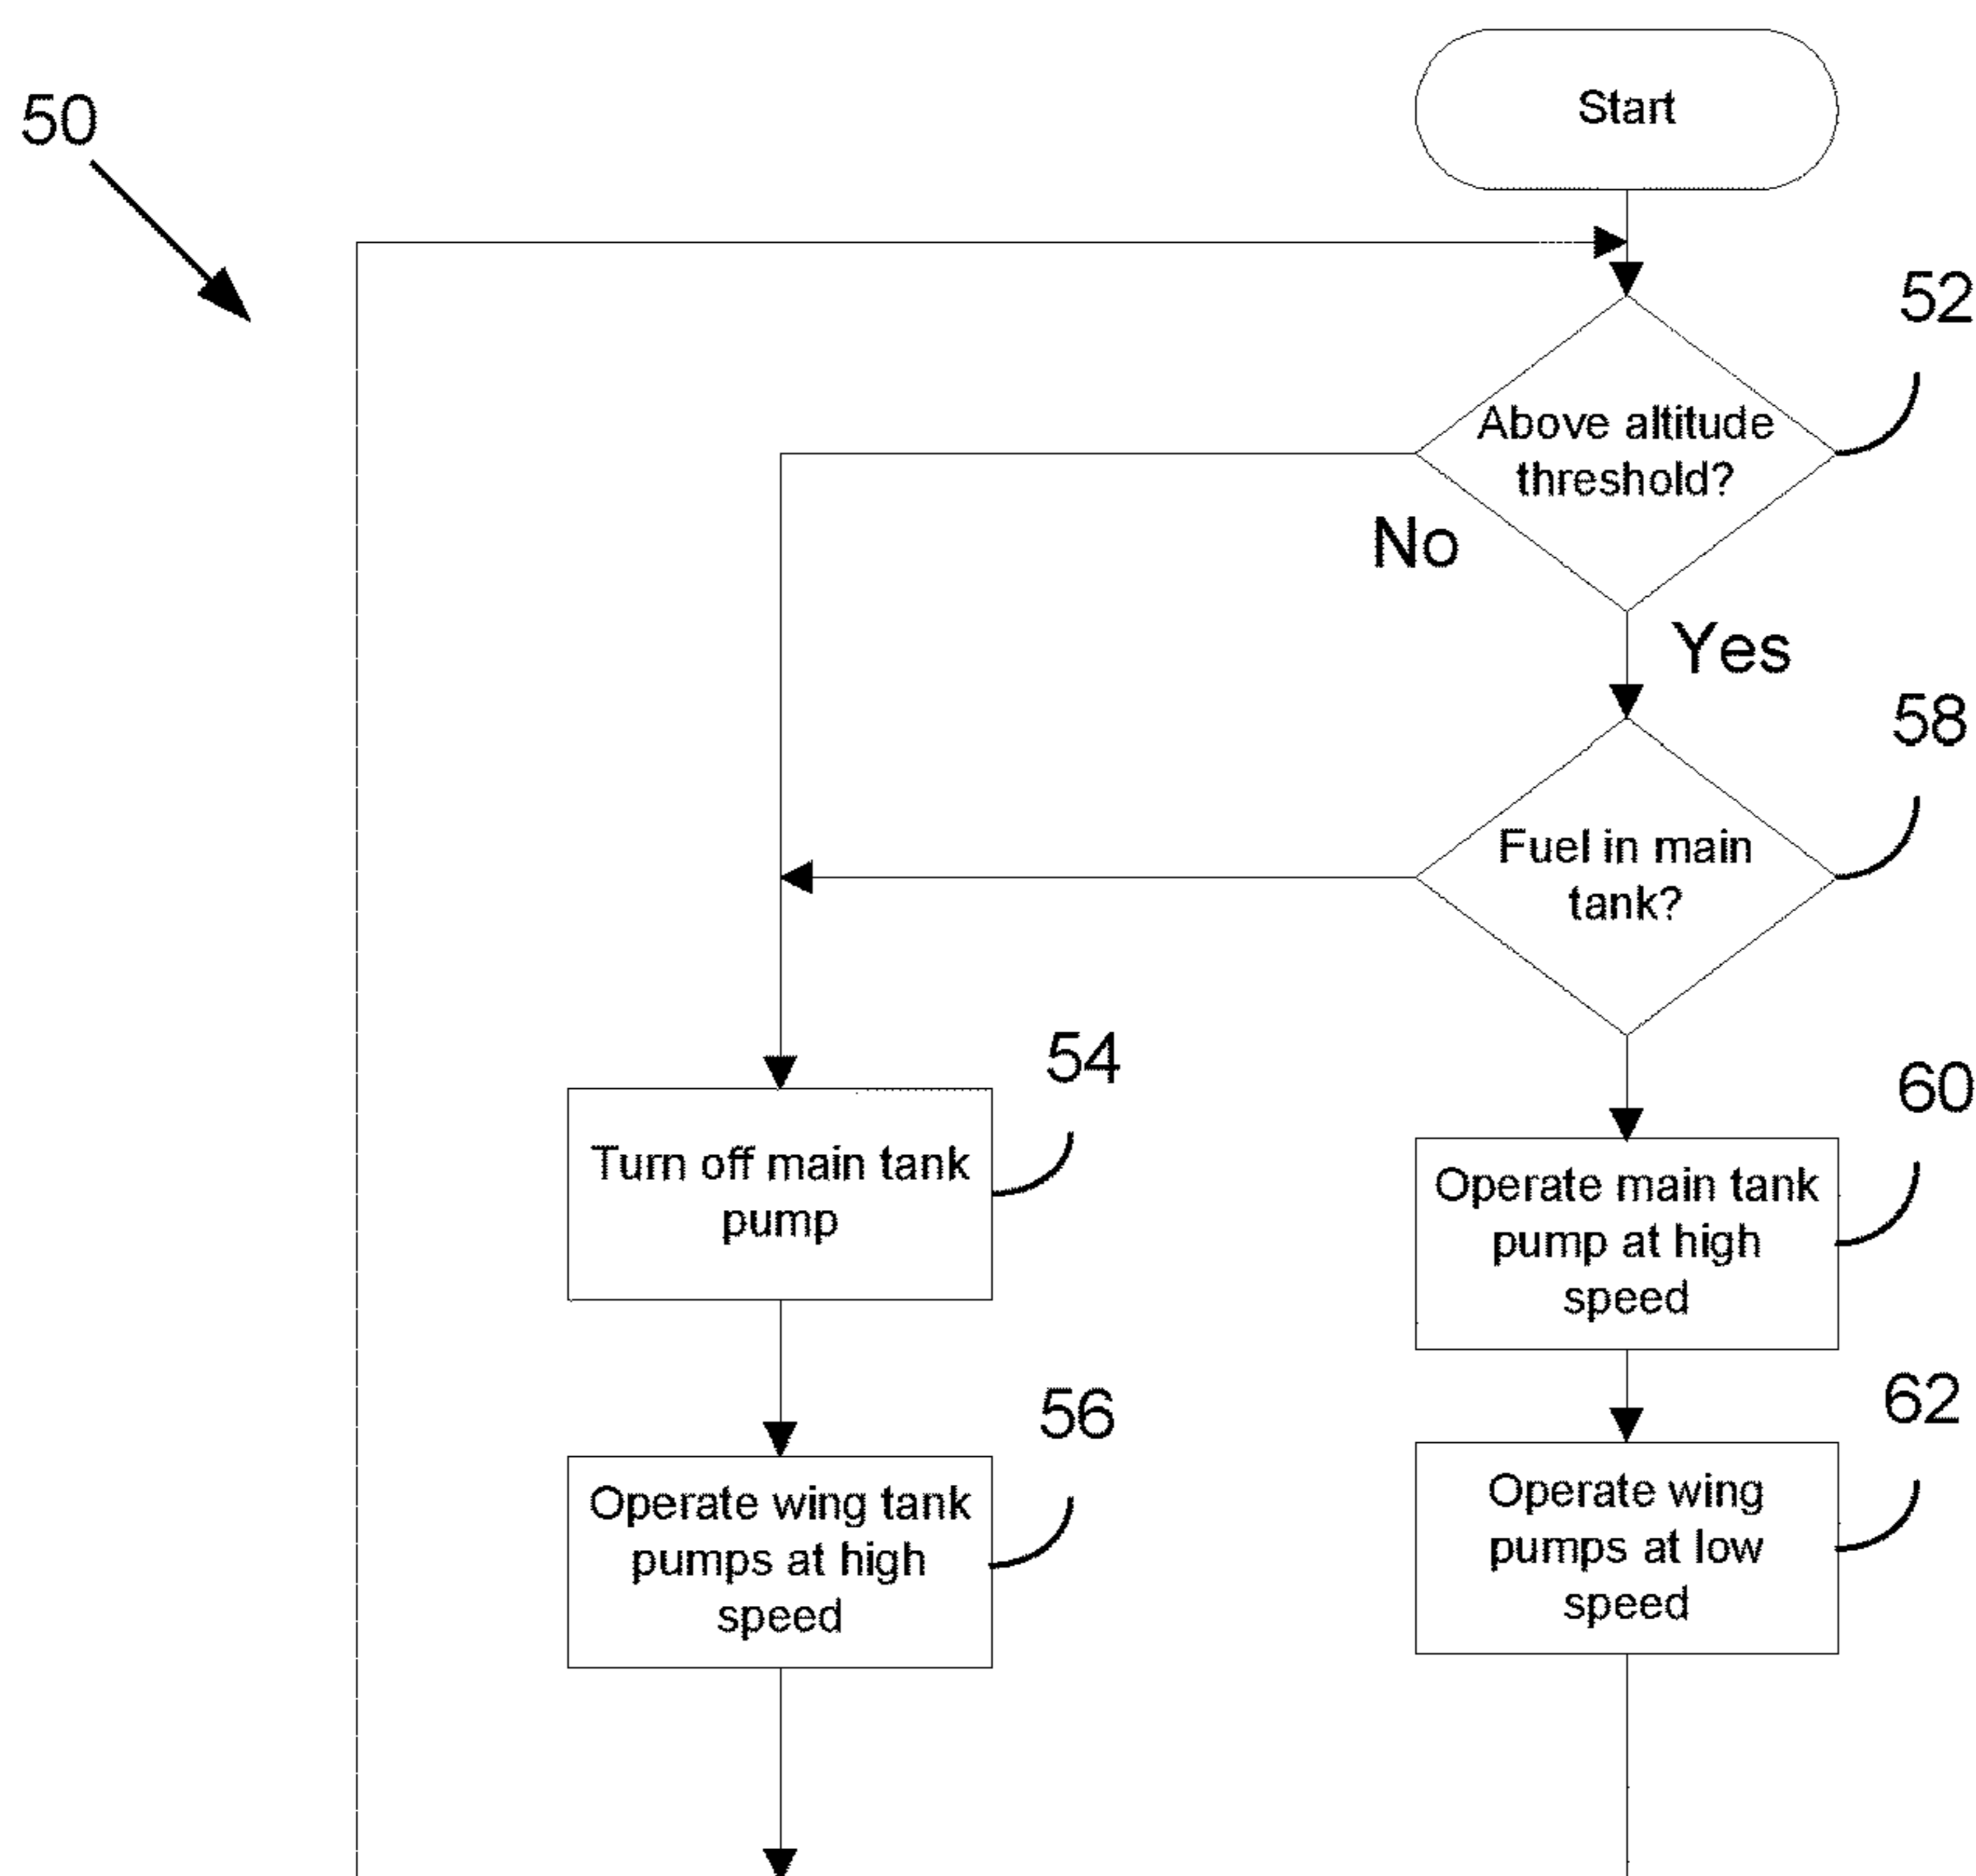 50
Start
52
Above altitude
threshold?
No
Yes
58
Fuel in main
tank?
54
Turn off main tank
pump
60
Operate main tank
pump at high
speed
56
Operate wing tank
pumps at high
speed
62
Operate wing
pumps at low
speed